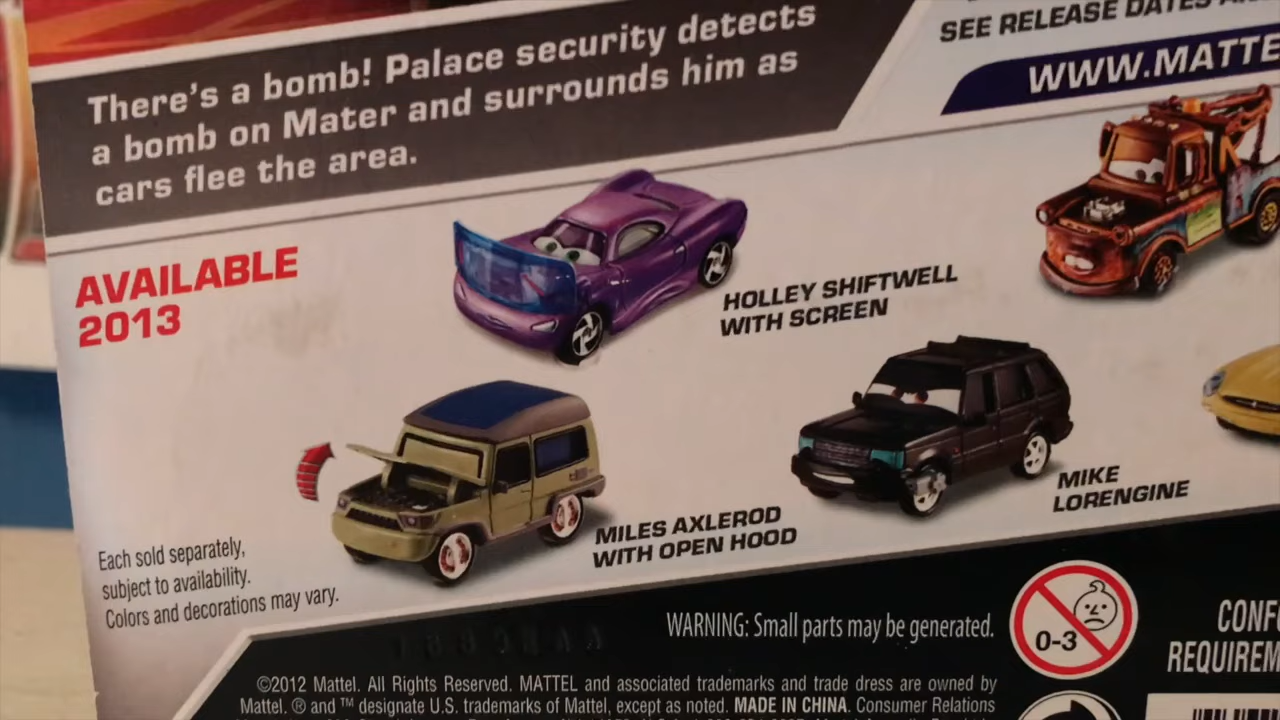 There's a bomb! Palace security detects
a bomb on Mater and surrounds him as
cars flee the area.
SEE RELEASE DATES
WWW.MATTE
AVAILABLE
2013
HOLLEY SHIFTWELL
WITH SCREEN
MILES AXLEROD
WITH OPEN HOOD
MIKE
LORENGINE
Each sold separately,
subject to availability.
Colors and decorations may vary.
WARNING: Small parts may be generated.
0-3
CONF
REQUIREM
©2012 Mattel. All Rights Reserved. MATTEL and associated trademarks and trade dress are owned by
Mattel. ® and ™ designate U.S. trademarks of Mattel, except as noted. MADE IN CHINA. Consumer Relations